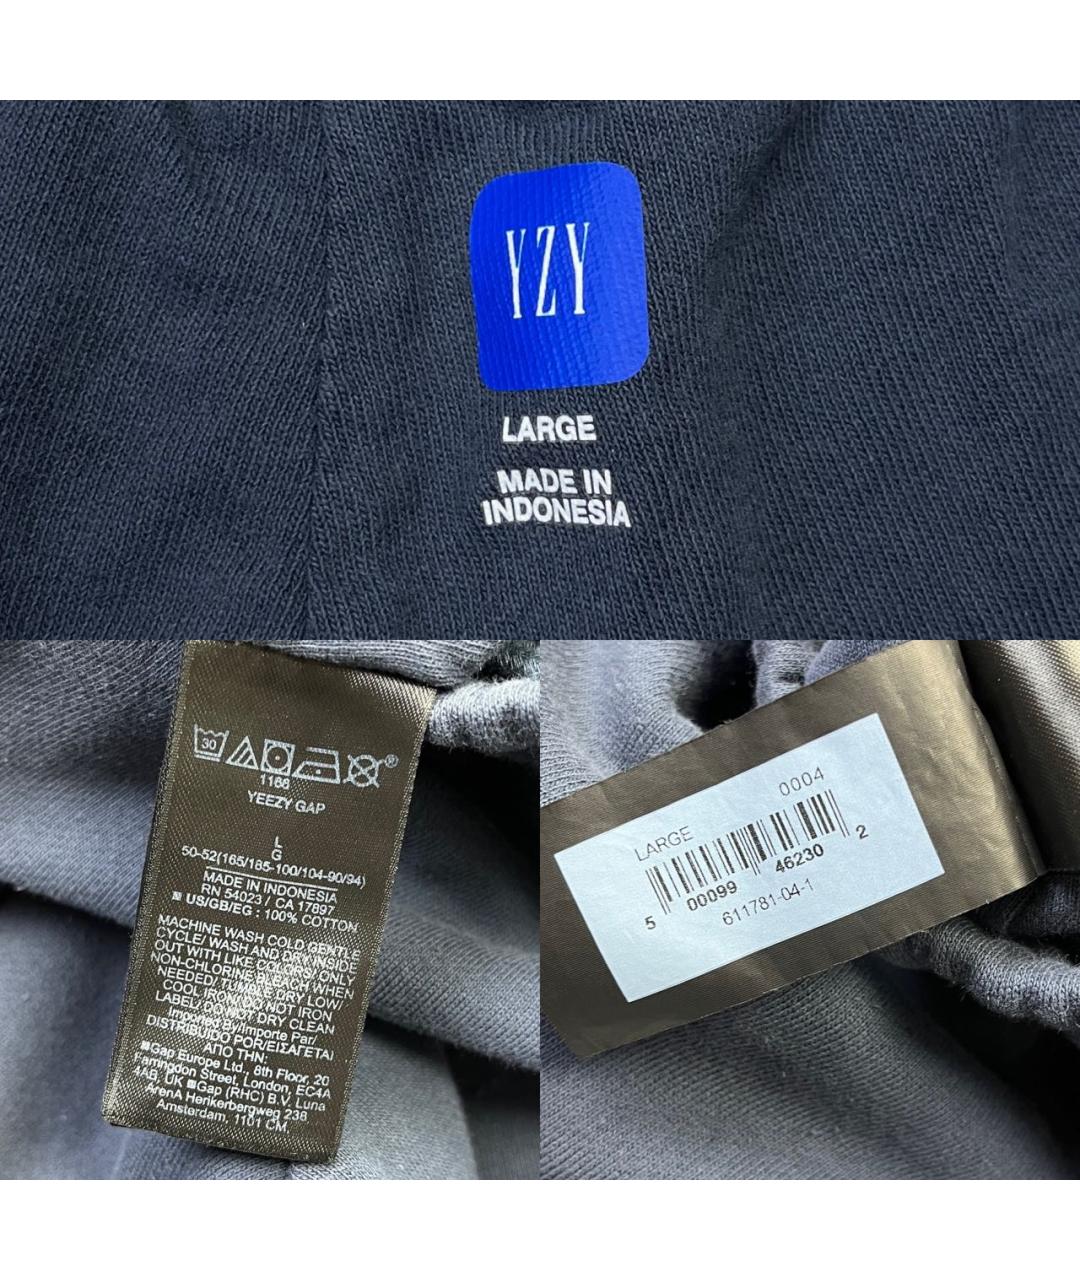 YZY
LARGE
MADE IN
INDONESIA
30
®
1166
YEEZY GAP
L
G
50-52(165/185-100/104-90/94)
MADE IN INDONESIA
RN 54023 / CA 17897
US/GB/EG : 100% COTTON
MACHINE WASH COLD GENTLE
CYCLE/ WASH AND DRY INSIDE
OUT WITH LIKE COLORS/ ONLY
NON-CHLORINE BLEACH WHEN
NEEDED/ TUMBLE DRY LOW/
COOL IRON/ DO NOT IRON
LABEL/ DO NOT DRY CLEAN
Imported By/Importe Par/
DISTRIBUIDO POR/ΕΙΣΑΓΕΤΑΙ
ΑΠΟ ΤΗΝ:
Gap Europe Ltd., 8th Floor, 20
Farringdon Street, London, EC4A
4AB, UK Gap (RHC) B.V. Luna
ArenA Herikerbergweg 238
Amsterdam, 1101 CM
0004
LARGE
5 00099 46230 2
611781-04-1